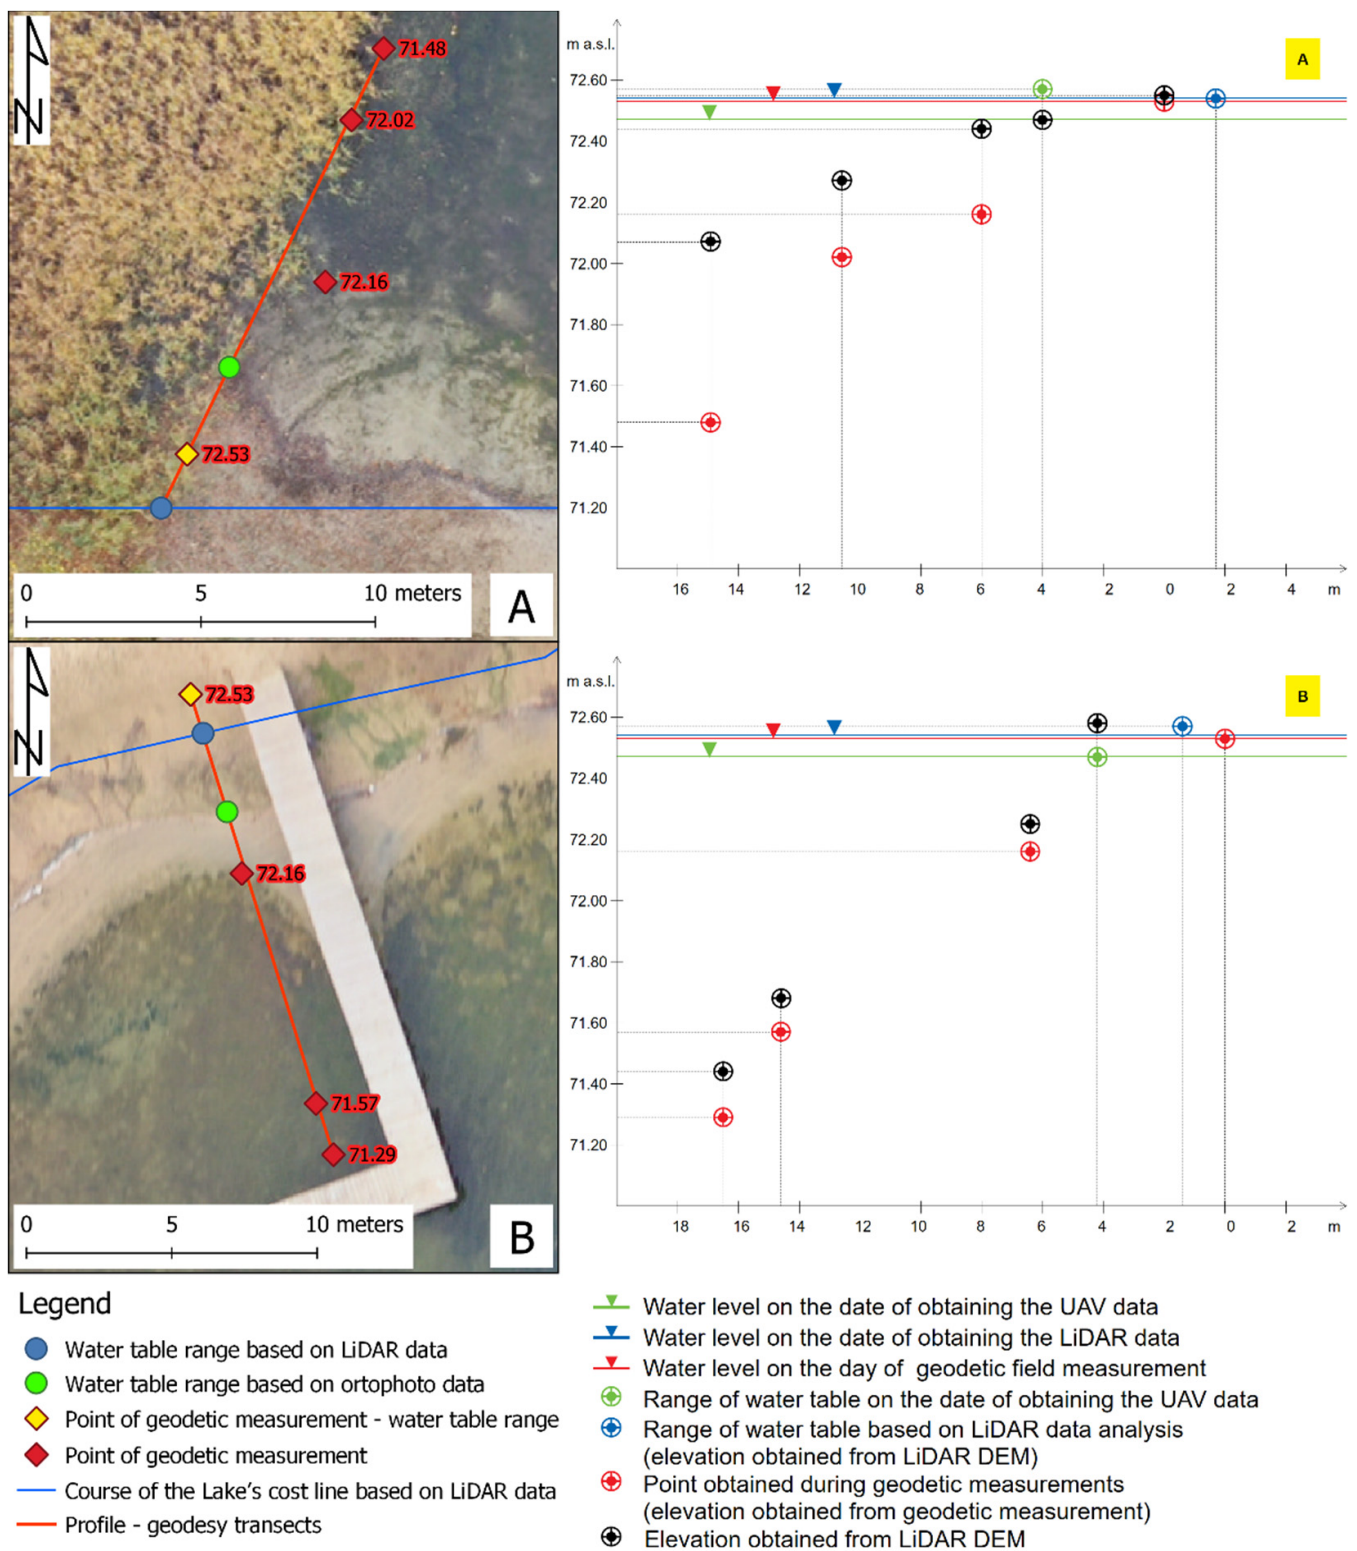 N
71.48
72.02
72.16
72.53
0 5 10 meters
A
m a.s.l.
A
72.60
72.40
72.20
72.00
71.80
71.60
71.40
71.20
16 14 12 10 8 6 4 2 0 2 4 m
N
72.53
72.16
71.57
71.29
0 5 10 meters
B
m a.s.l.
B
72.60
72.40
72.20
72.00
71.80
71.60
71.40
71.20
18 16 14 12 10 8 6 4 2 0 2 m
Legend
Water table range based on LiDAR data
Water table range based on ortophoto data
Point of geodetic measurement - water table range
Point of geodetic measurement
Course of the Lake's cost line based on LiDAR data
Profile - geodesy transects
Water level on the date of obtaining the UAV data
Water level on the date of obtaining the LiDAR data
Water level on the day of geodetic field measurement
Range of water table on the date of obtaining the UAV data
Range of water table based on LiDAR data analysis
(elevation obtained from LiDAR DEM)
Point obtained during geodetic measurements
(elevation obtained from geodetic measurement)
Elevation obtained from LiDAR DEM